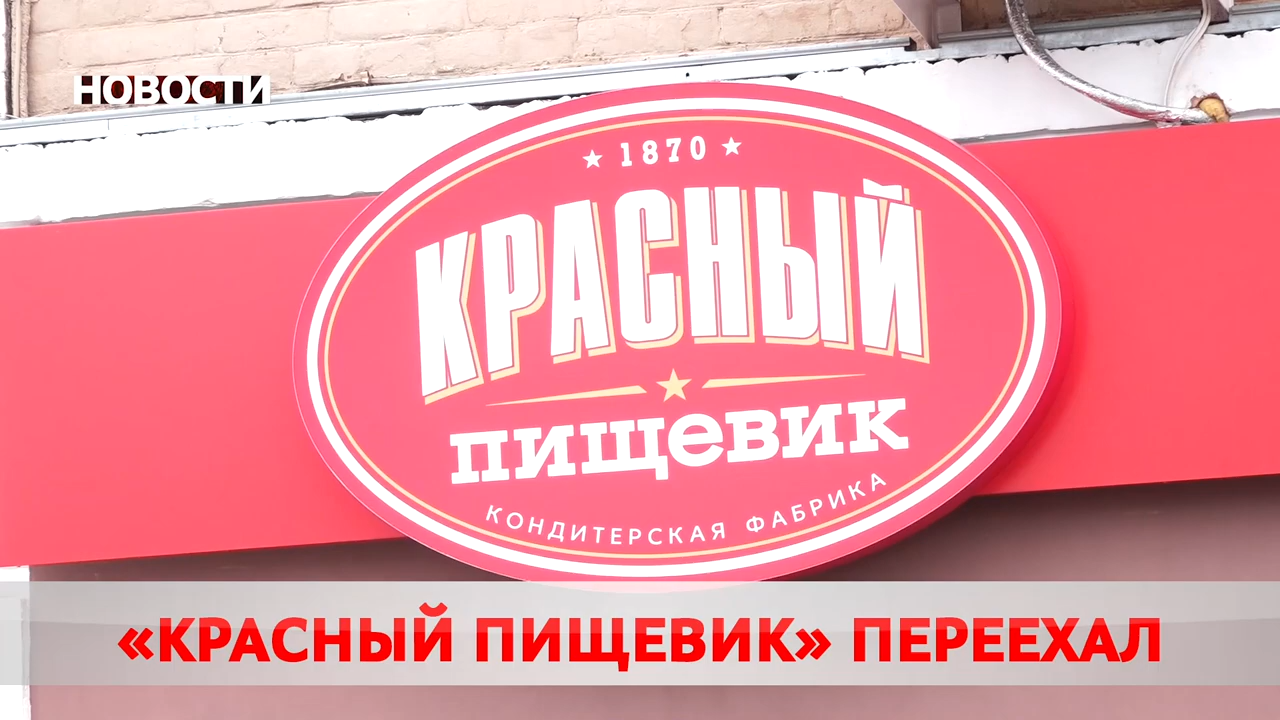 НОВОСТИ
★ 1870 ★
КРАСНЫЙ
ПИЩЕВИК
КОНДИТЕРСКАЯ ФАБРИКА
«КРАСНЫЙ ПИЩЕВИК» ПЕРЕЕХАЛ